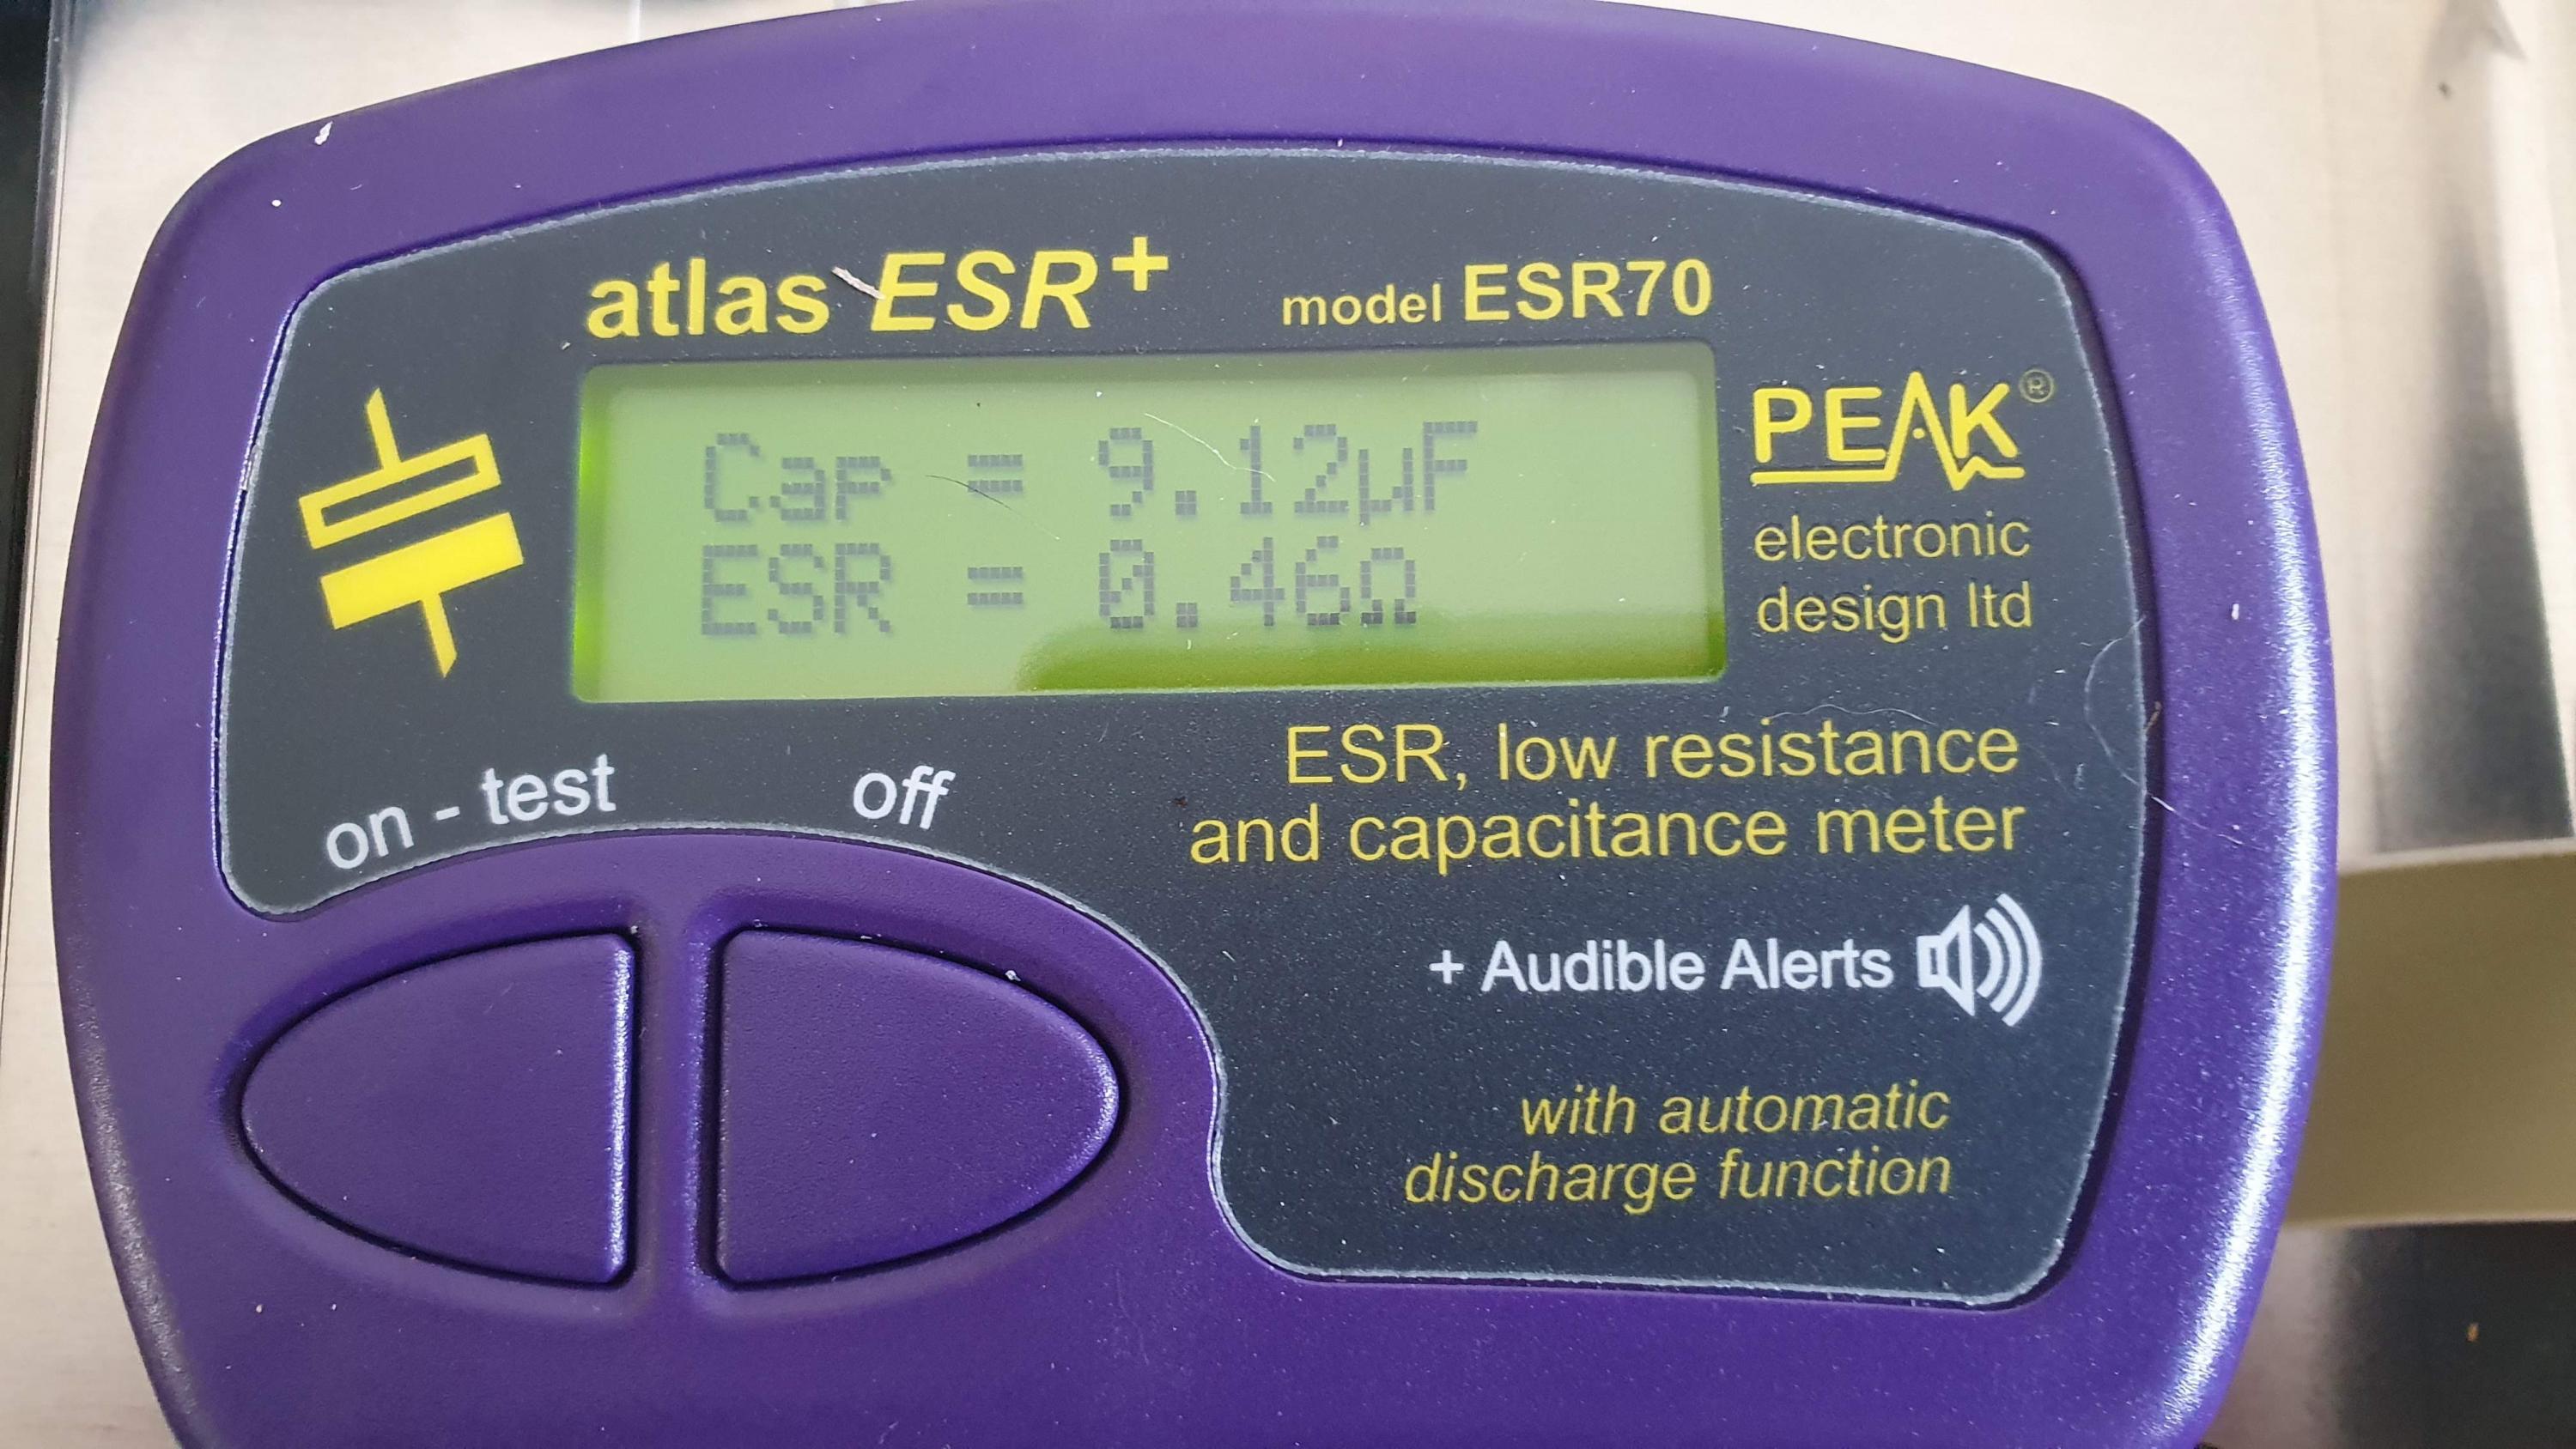 atlas ESR+ model ESR70
Cap = 9.12µF
ESR = 0.46Ω
PEAK®
electronic
design ltd
on - test off
ESR, low resistance
and capacitance meter
+ Audible Alerts
with automatic
discharge function